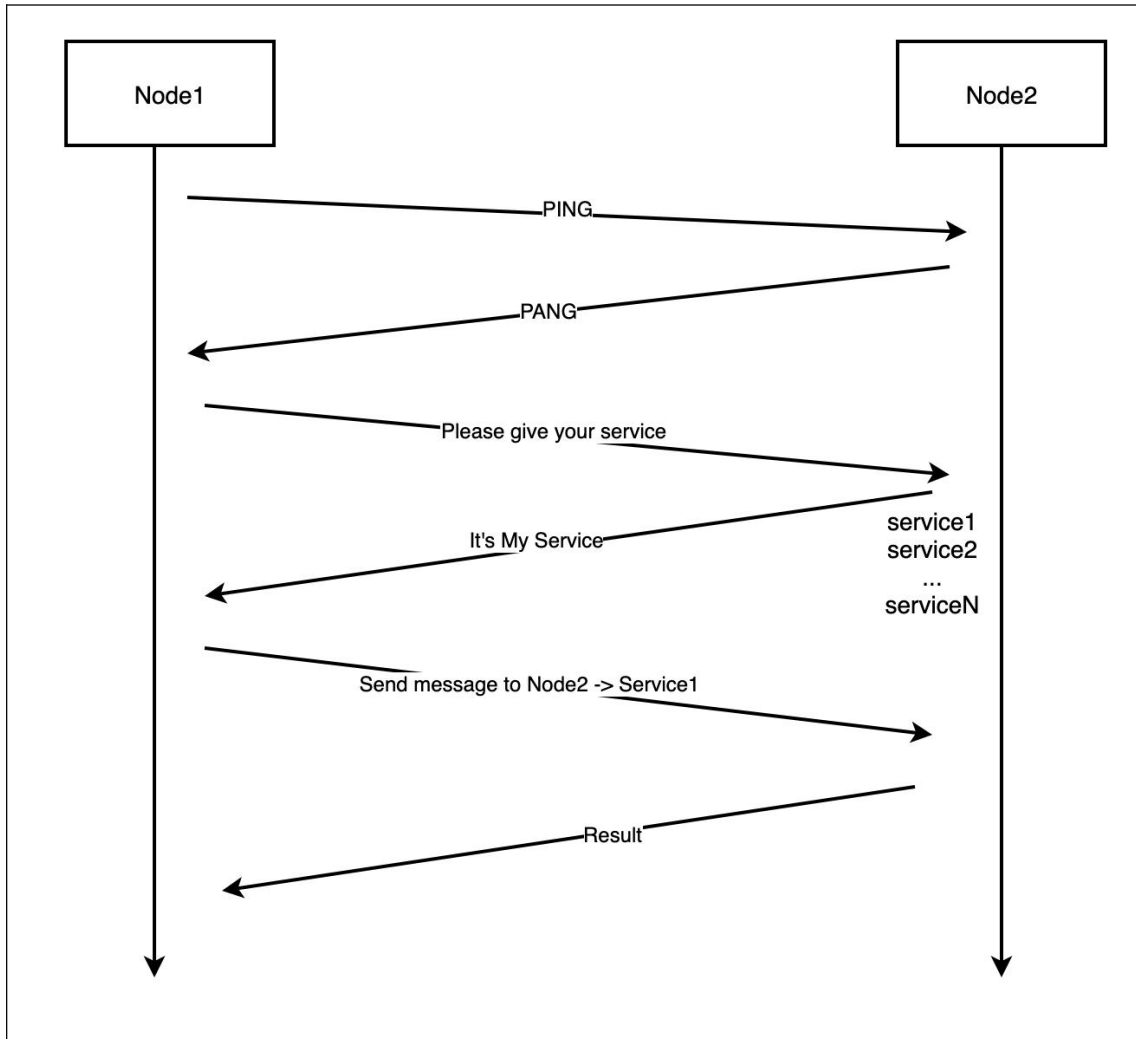 Node1
Node2
PING
PANG
Please give your service
It's My Service
service1
service2
...
serviceN
Send message to Node2 -> Service1
Result